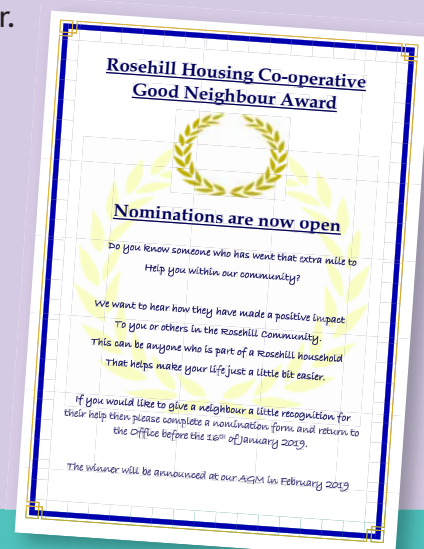 r.
Rosehill Housing Co-operative
Good Neighbour Award
Nominations are now open
Do you know someone who has went that extra mile to
Help you within our community?
We want to hear how they have made a positive impact
To you or others in the Rosehill Community.
This can be anyone who is part of a Rosehill household
That helps make your life just a little bit easier.
If you would like to give a neighbour a little recognition for
their help then please complete a nomination form and return to
the Office before the 16th of January 2019.
The winner will be announced at our AGM in February 2019